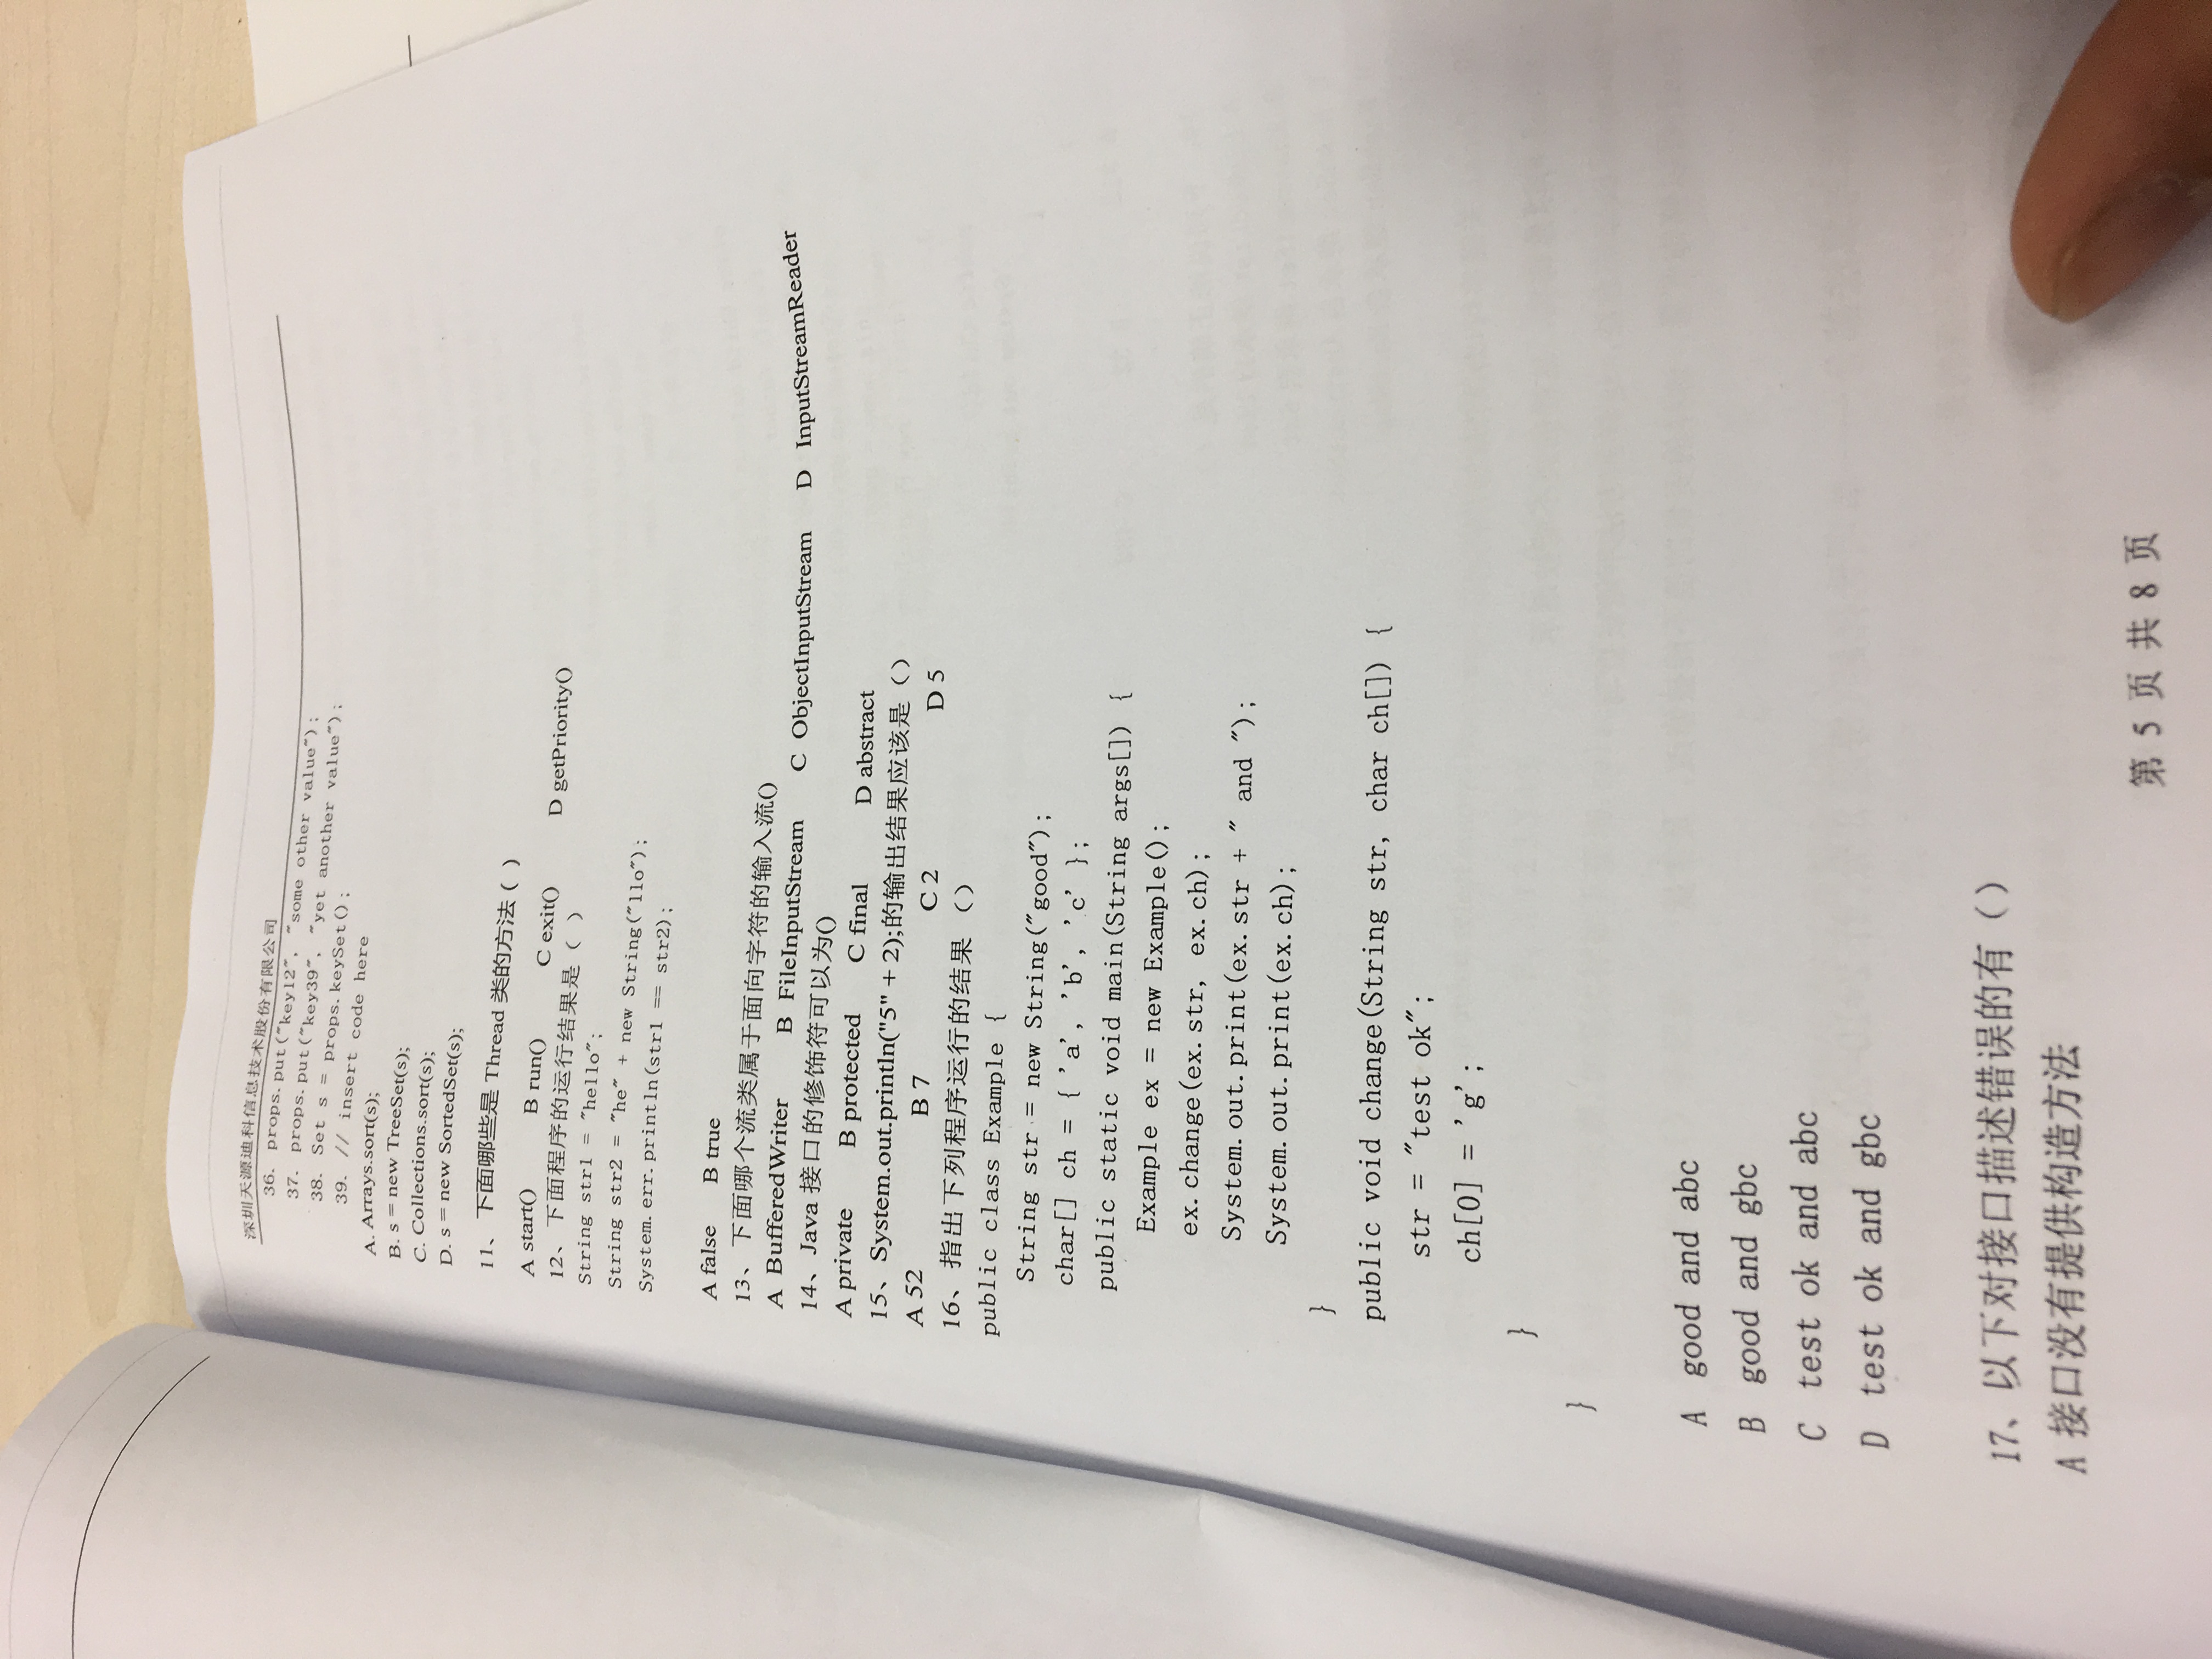 深圳天源迪科信息技术股份有限公司
36. props.put("key12", "some other value");
37. props.put("key39", "yet another value");
38. Set s = props.keySet();
39. // insert code here
A. Arrays.sort(s);
B. s = new TreeSet(s);
C. Collections.sort(s);
D. s = new SortedSet(s);
11、下面哪些是 Thread 类的方法（ ）
A start() B run() C exit() D getPriority()
12、下面程序的运行结果是（ ）
String str1 = "hello";
String str2 = "he" + new String("llo");
System.err.println(str1 == str2);
A false B true
13、下面哪个流类属于面向字符的输入流()
A BufferedWriter B FileInputStream C ObjectInputStream D InputStreamReader
14、Java 接口的修饰符可以为()
A private B protected C final D abstract
15、System.out.println("5" + 2);的输出结果应该是（）
A 52 B 7 C 2 D 5
16、指出下列程序运行的结果 （）
public class Example {
String str = new String("good");
char[] ch = { 'a', 'b', 'c' };
public static void main(String args[]) {
Example ex = new Example();
ex.change(ex.str, ex.ch);
System.out.print(ex.str + " and ");
System.out.print(ex.ch);
}
public void change(String str, char ch[]) {
str = "test ok";
ch[0] = 'g';
}
}
A good and abc
B good and gbc
C test ok and abc
D test ok and gbc
17、以下对接口描述错误的有（）
A 接口没有提供构造方法
第 5 页 共 8 页